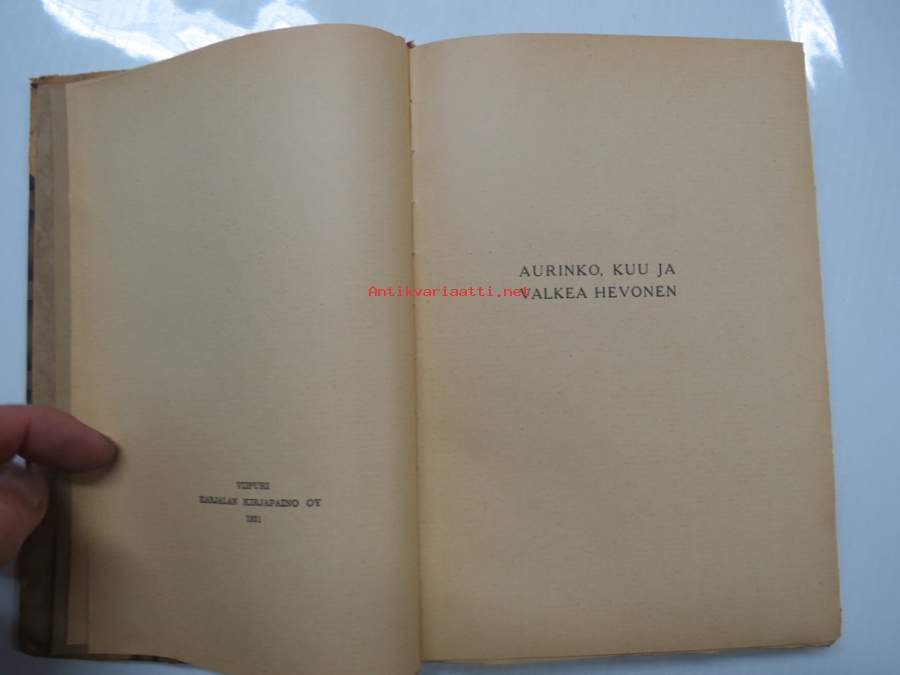 VIIPURI
KARJALAN KIRJAPAINO OY
AURINKO, KUU JA
VALKEA HEVONEN
Antikvariaatti.net